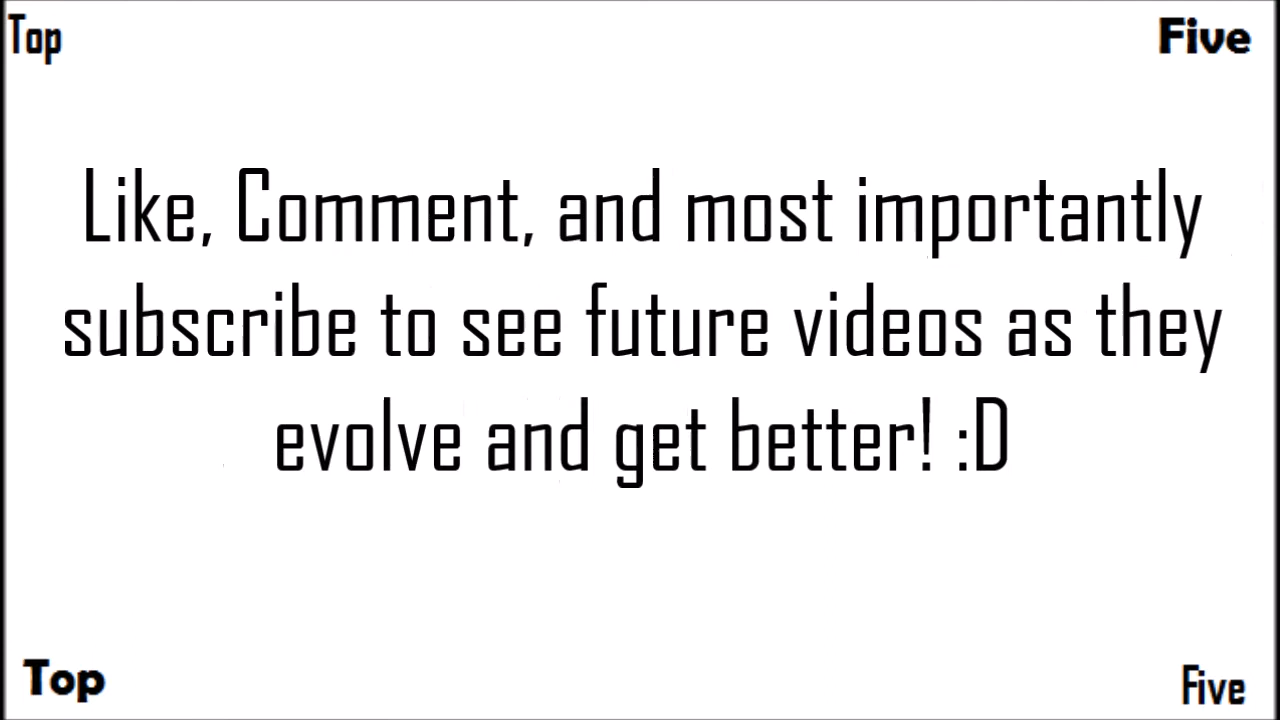 Top Five
Like, Comment, and most importantly
subscribe to see future videos as they
evolve and get better! :D
Top Five